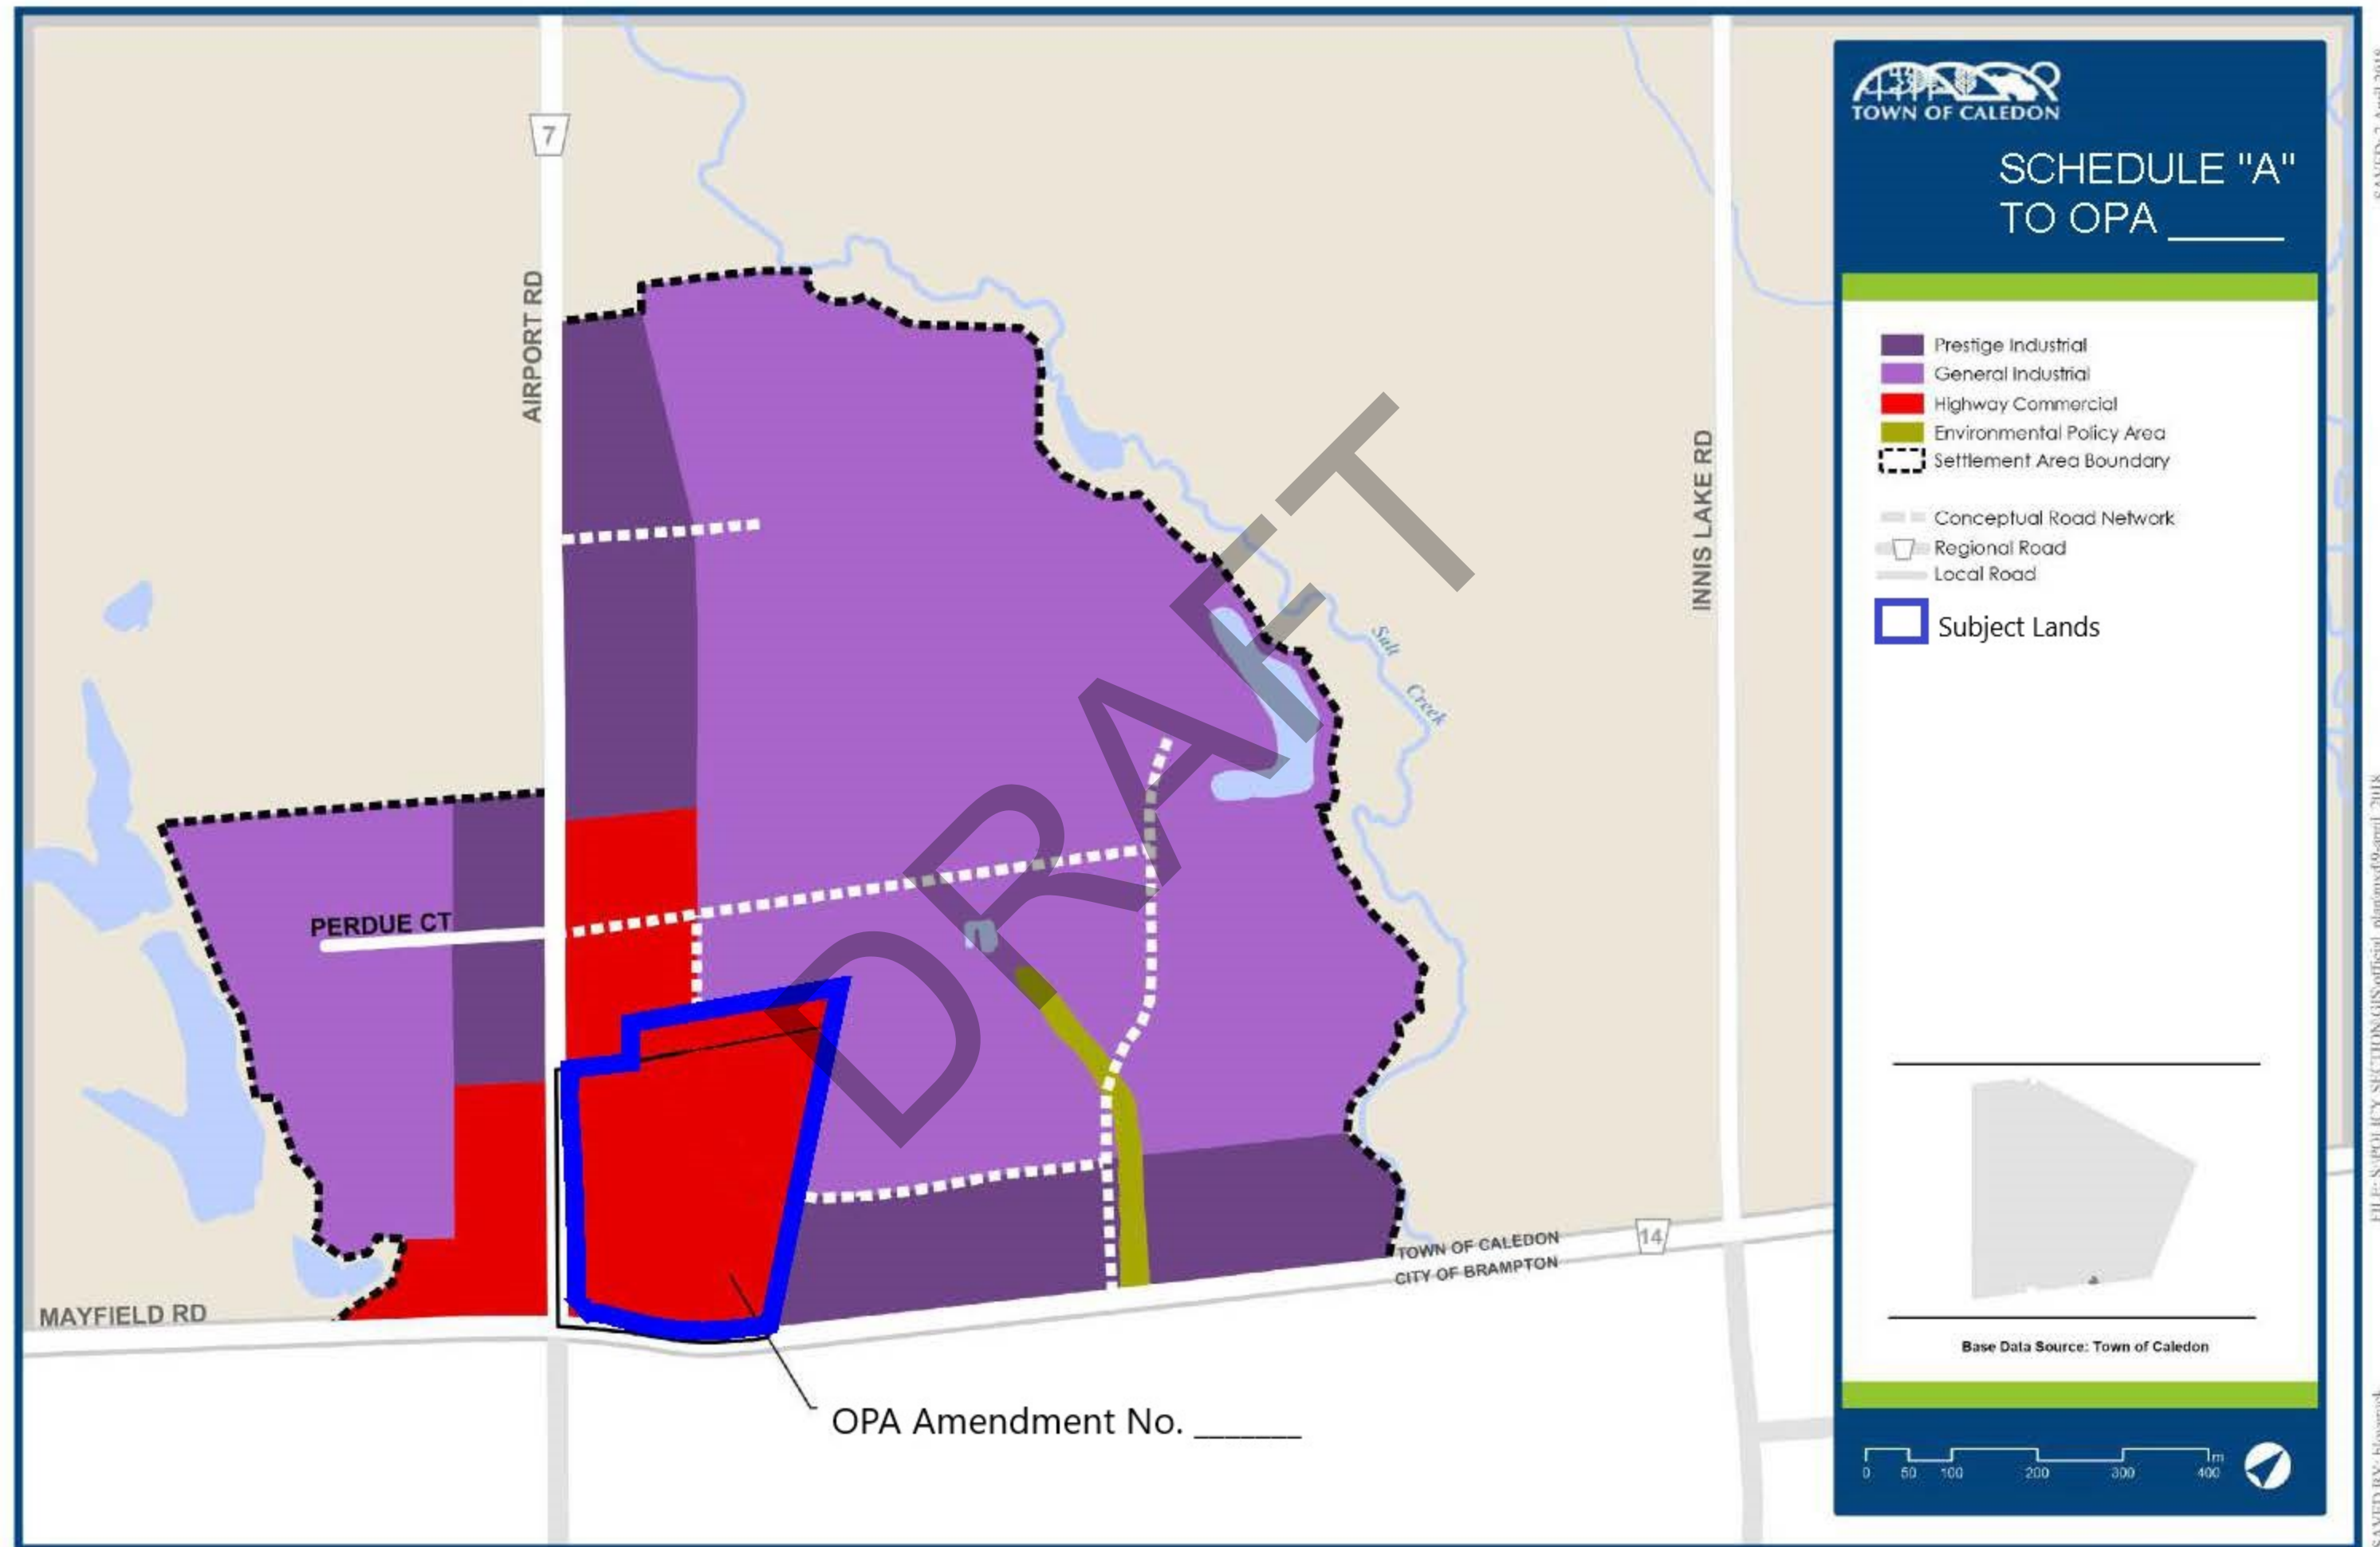 7
AIRPORT RD
INNIS LAKE RD
Salt
Creek
PERDUE CT
MAYFIELD RD
TOWN OF CALEDON
CITY OF BRAMPTON
14
OPA Amendment No. ______
DRAFT
TOWN OF CALEDON
SCHEDULE "A"
TO OPA _____
Prestige Industrial
General Industrial
Highway Commercial
Environmental Policy Area
Settlement Area Boundary
Conceptual Road Network
Regional Road
Local Road
Subject Lands
Base Data Source: Town of Caledon
0 50 100 200 300 400 m